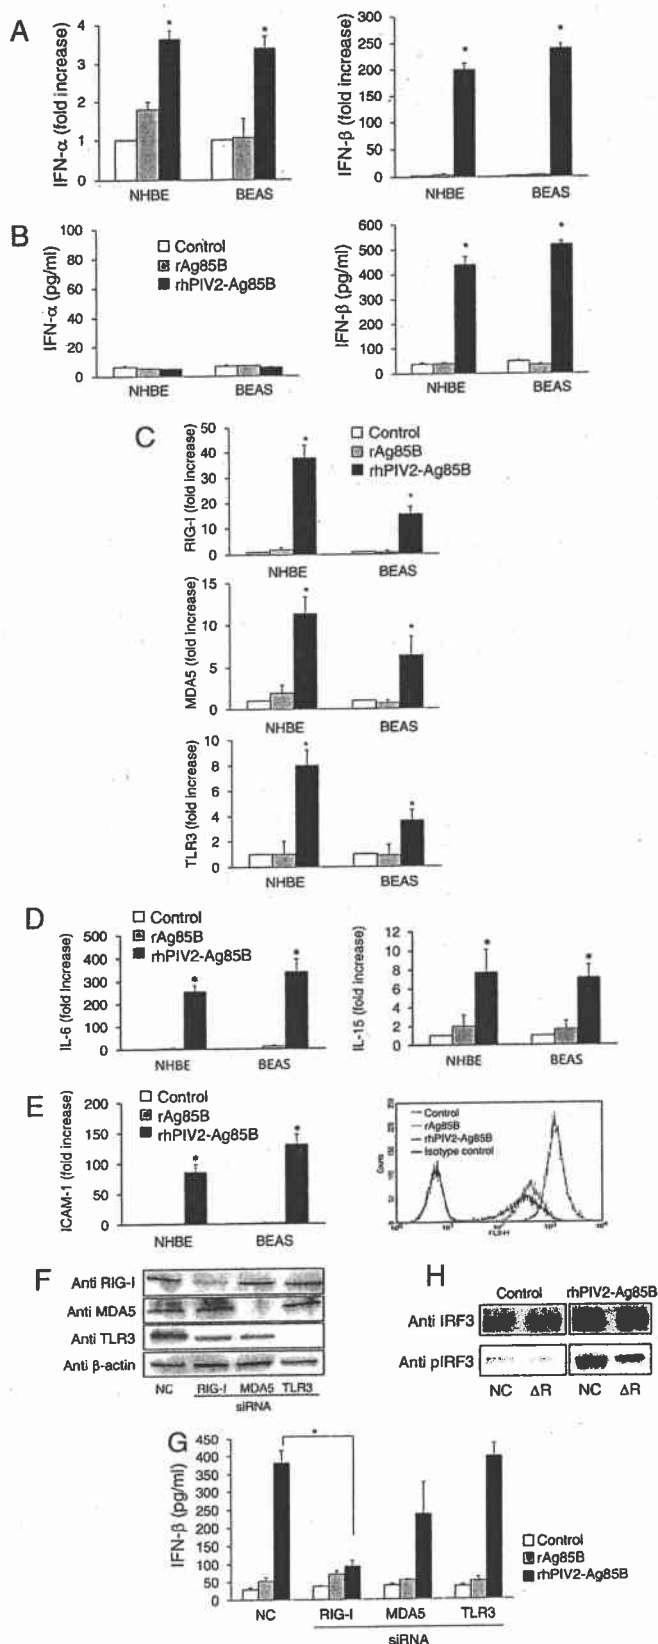 A
IFN-α (fold increase)
4
3
2
1
0
NHBE
BEAS
*
*
IFN-β (fold increase)
300
250
200
150
100
50
0
NHBE
BEAS
*
*
B
IFN-α (pg/ml)
100
80
60
40
20
0
Control
rAg85B
rhPIV2-Ag85B
NHBE
BEAS
IFN-β (pg/ml)
600
500
400
300
200
100
0
NHBE
BEAS
*
*
C
RIG-I (fold increase)
50
40
30
20
10
0
Control
rAg85B
rhPIV2-Ag85B
NHBE
BEAS
*
*
MDA5 (fold increase)
15
10
5
0
NHBE
BEAS
*
*
TLR3 (fold increase)
10
8
6
4
2
0
NHBE
BEAS
*
*
D
IL-6 (fold increase)
500
400
300
200
100
0
Control
rAg85B
rhPIV2-Ag85B
NHBE
BEAS
*
*
IL-15 (fold increase)
12
10
8
6
4
2
0
NHBE
BEAS
*
*
E
ICAM-1 (fold increase)
200
150
100
50
0
Control
rAg85B
rhPIV2-Ag85B
NHBE
BEAS
*
*
Counts
Control
rAg85B
rhPIV2-Ag85B
Isotype control
FL2-H
F
Anti RIG-I
Anti MDA5
Anti TLR3
Anti β-actin
NC RIG-I MDA5 TLR3
siRNA
H
Control rhPIV2-Ag85B
Anti IRF3
Anti pIRF3
NC ΔR NC ΔR
G
IFN-β (pg/ml)
450
400
350
300
250
200
150
100
50
0
*
Control
rAg85B
rhPIV2-Ag85B
NC RIG-I MDA5 TLR3
siRNA